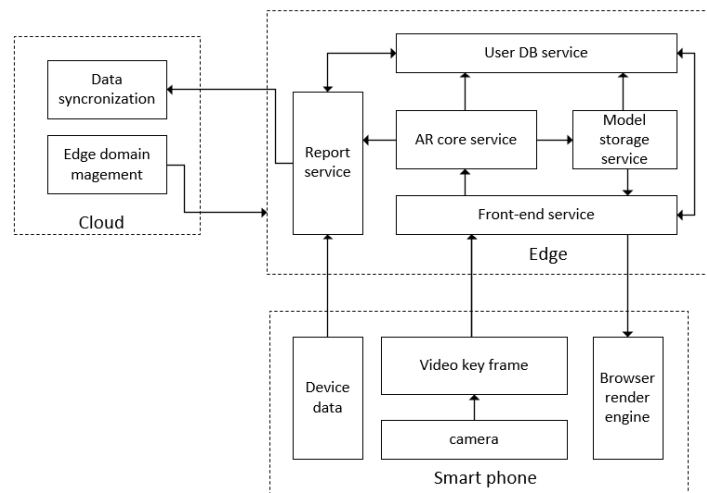 Data
syncronization
Edge domain
magement
Cloud
User DB service
Report
service
AR core service
Model
storage
service
Front-end service
Edge
Device
data
Video key frame
camera
Browser
render
engine
Smart phone